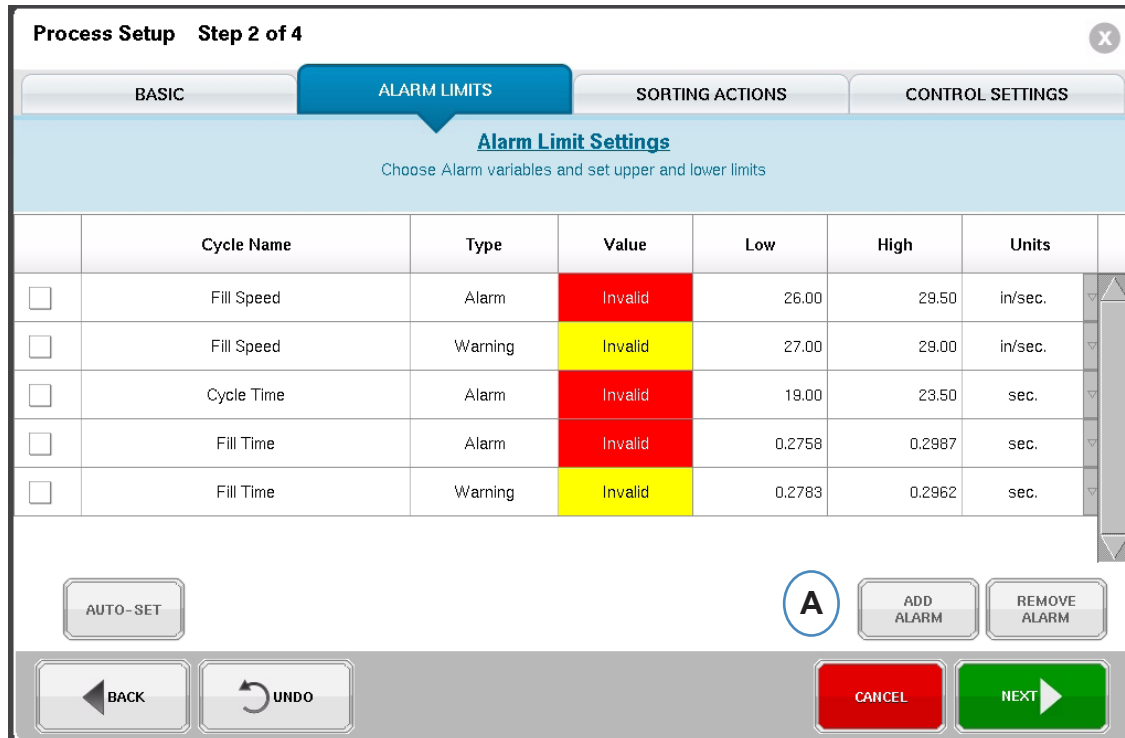 Process Setup Step 2 of 4
X
BASIC ALARM LIMITS SORTING ACTIONS CONTROL SETTINGS
Alarm Limit Settings
Choose Alarm variables and set upper and lower limits
Cycle Name Type Value Low High Units
Fill Speed Alarm Invalid 26.00 29.50 in/sec.
Fill Speed Warning Invalid 27.00 29.00 in/sec.
Cycle Time Alarm Invalid 19.00 23.50 sec.
Fill Time Alarm Invalid 0.2758 0.2987 sec.
Fill Time Warning Invalid 0.2783 0.2962 sec.
AUTO-SET
A
ADD
ALARM
REMOVE
ALARM
BACK UNDO CANCEL NEXT